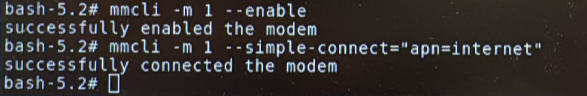 bash-5.2# mmcli -m 1 --enable
successfully enabled the modem
bash-5.2# mmcli -m 1 --simple-connect="apn=internet"
successfully connected the modem
bash-5.2#